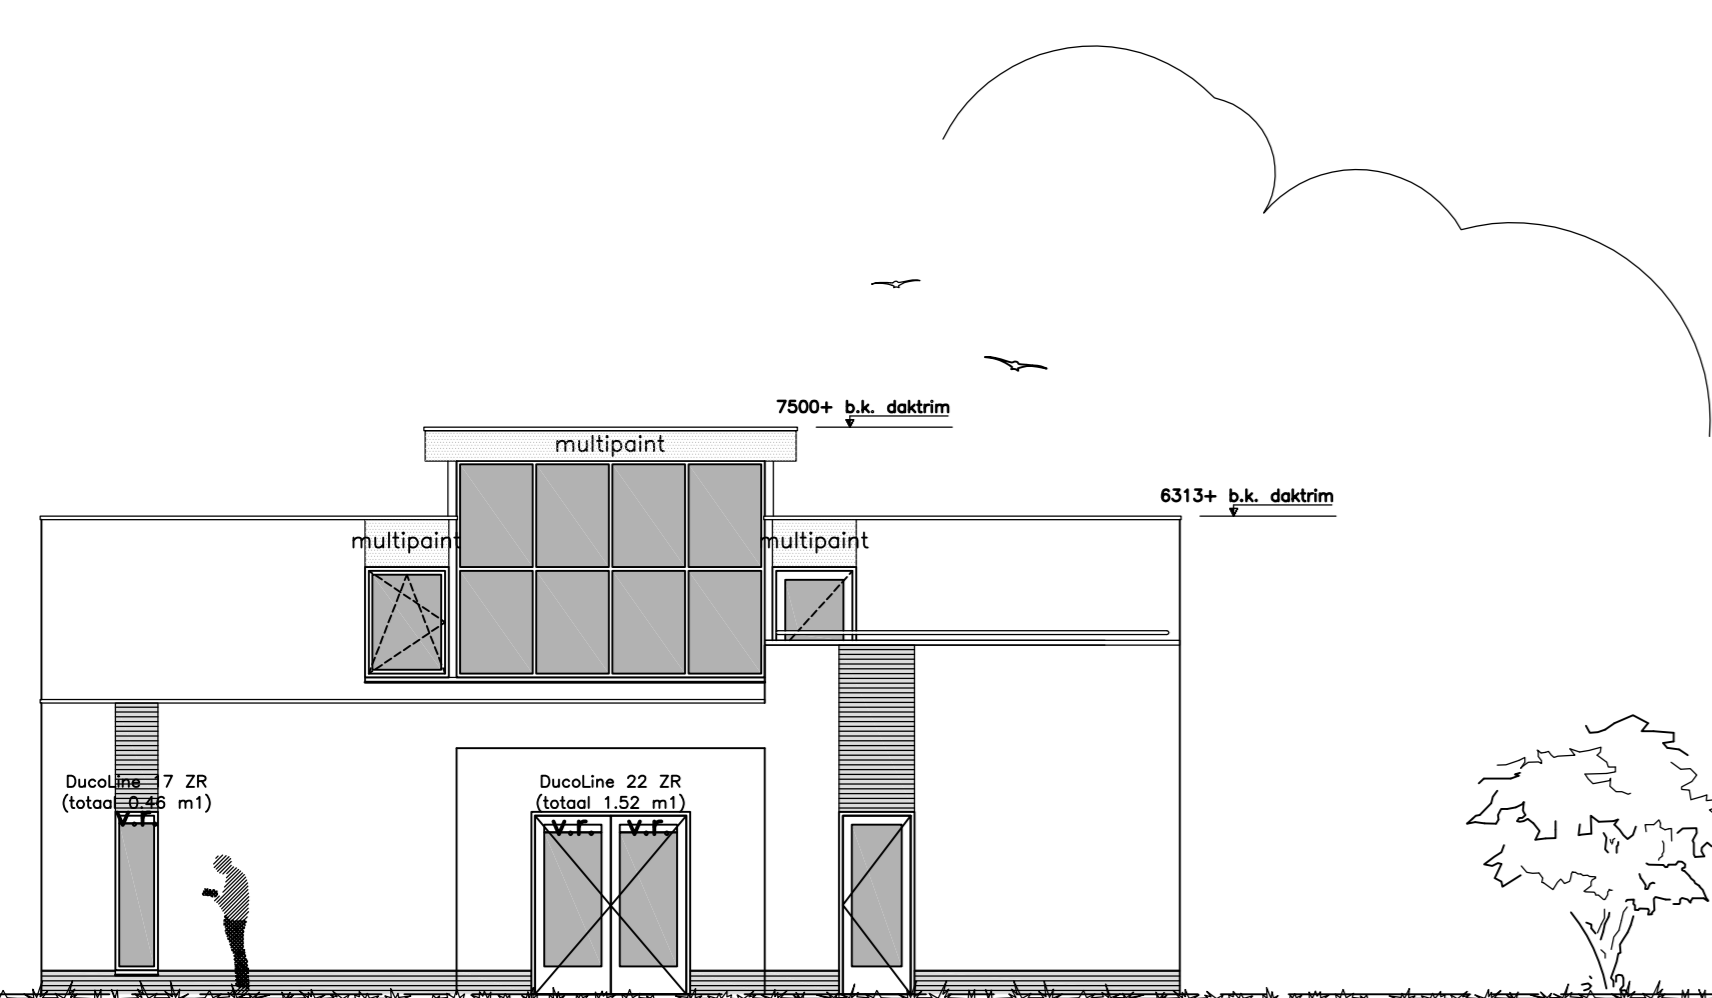 7500+ b.k. daktrim
multipaint
6313+ b.k. daktrim
multipaint
multipaint
DucoLine 17 ZR
(totaal 0.46 m1)
v.r.
DucoLine 22 ZR
(totaal 1.52 m1)
v.r. v.r.